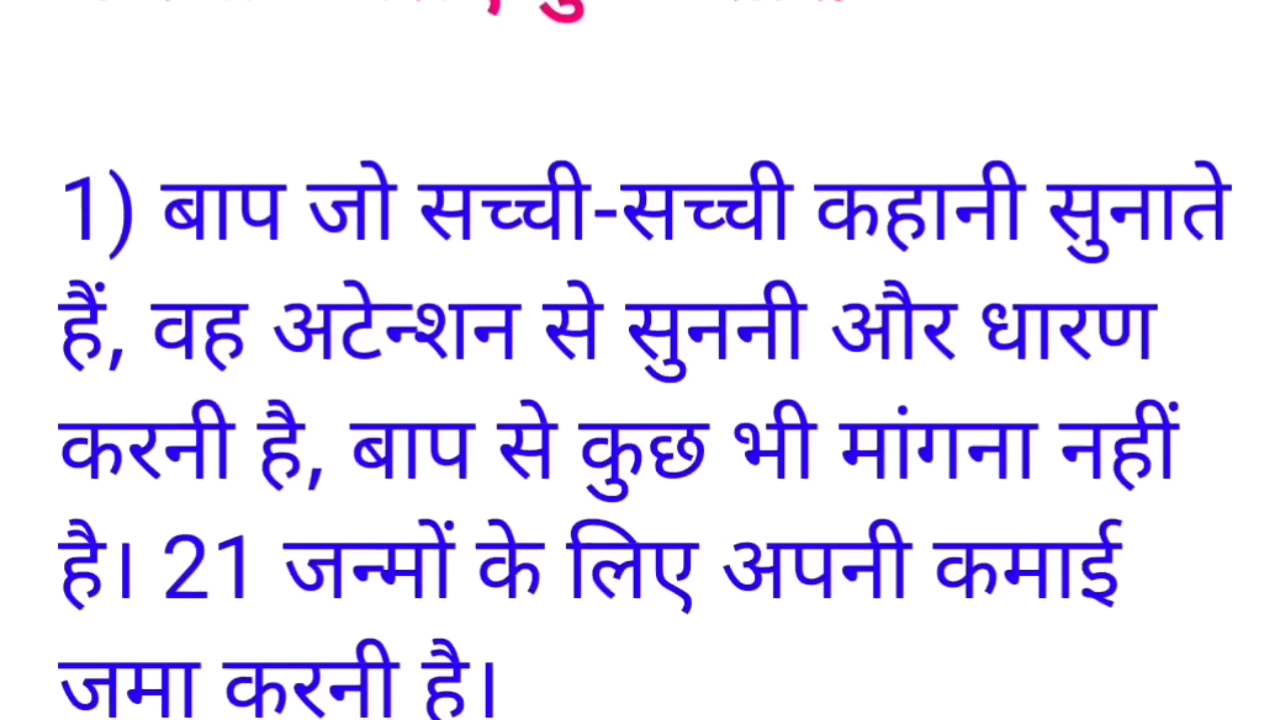 1) बाप जो सच्ची-सच्ची कहानी सुनाते
हैं, वह अटेन्शन से सुननी और धारण
करनी है, बाप से कुछ भी मांगना नहीं
है। 21 जन्मों के लिए अपनी कमाई
जमा करनी है।